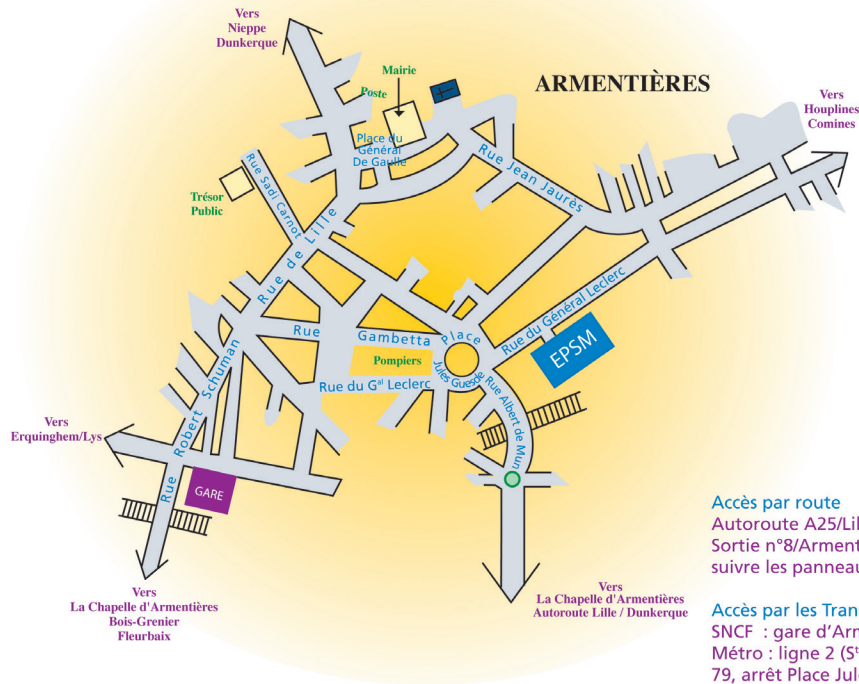 Vers
Nieppe
Dunkerque
Mairie
Poste
ARMENTIÈRES
Vers
Houplines
Comines
Place du
Général
De Gaulle
Rue Jean Jaurès
Rue Sadi Carnot
Trésor
Public
Rue de Lille
Rue du Général Leclerc
Rue Gambetta
Place
Jules Guesde
EPSM
Pompiers
Rue du Gal Leclerc
Rue Albert de Mun
Rue Robert Schuman
Vers
Erquinghem/Lys
GARE
Vers
La Chapelle d'Armentières
Bois-Grenier
Fleurbaix
Vers
La Chapelle d'Armentières
Autoroute Lille / Dunkerque
Accès par route
Autoroute A25/Lil
Sortie n°8/Arment
suivre les panneau
Accès par les Tran
SNCF : gare d'Arm
Métro : ligne 2 (St
79, arrêt Place Jul